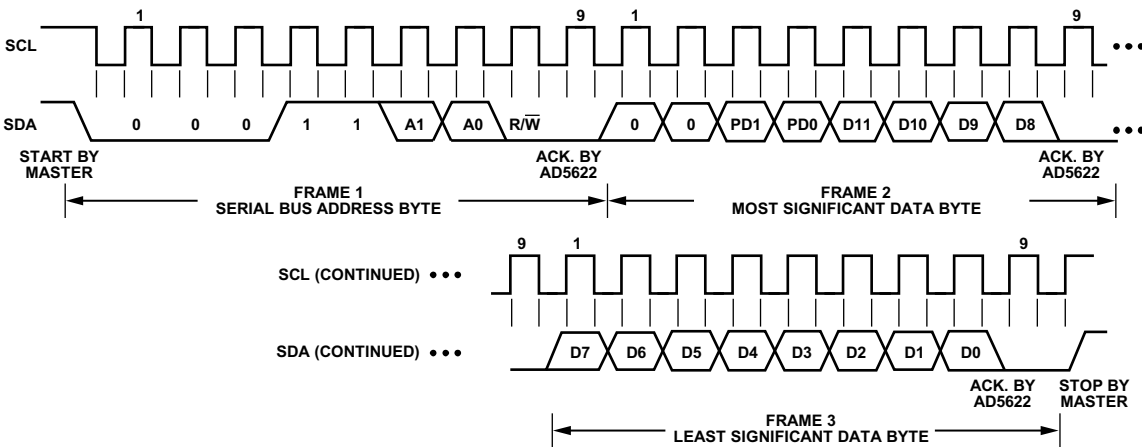 1 9 1 9
SCL
SDA 0 0 0 1 1 A1 A0 R/W̅ 0 0 PD1 PD0 D11 D10 D9 D8
START BY MASTER
ACK. BY AD5622
ACK. BY AD5622
FRAME 1
SERIAL BUS ADDRESS BYTE
FRAME 2
MOST SIGNIFICANT DATA BYTE
9 1 9
SCL (CONTINUED)
SDA (CONTINUED) D7 D6 D5 D4 D3 D2 D1 D0
ACK. BY AD5622
STOP BY MASTER
FRAME 3
LEAST SIGNIFICANT DATA BYTE